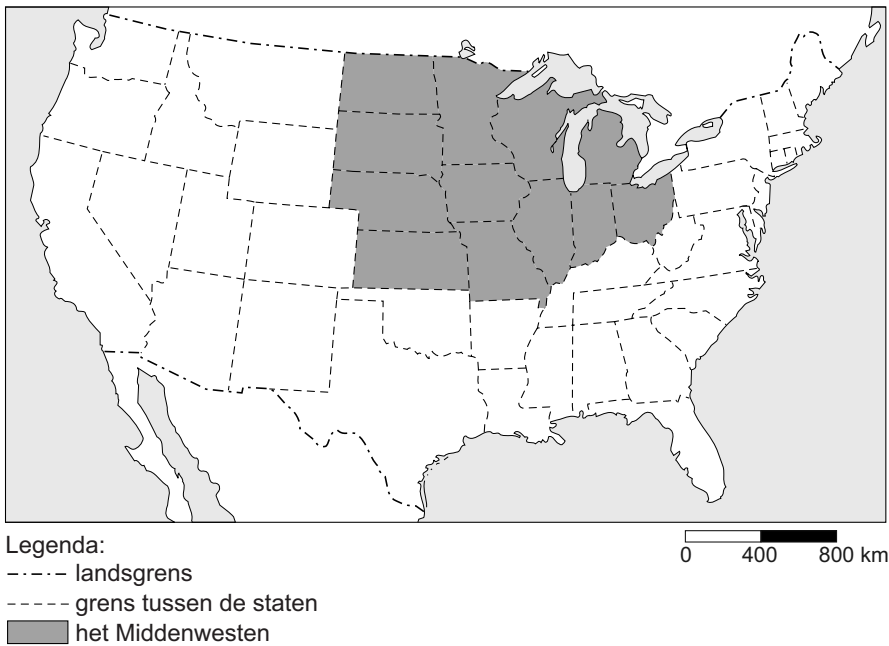 Legenda:
landsgrens
grens tussen de staten
het Middenwesten
0 400 800 km